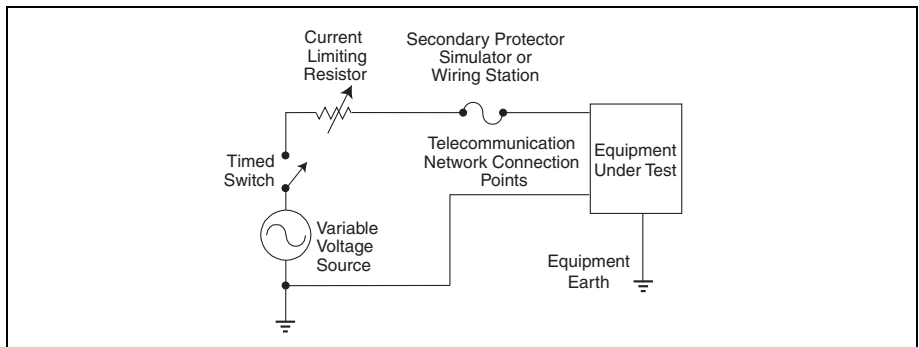 Current
Limiting
Resistor
Secondary Protector
Simulator or
Wiring Station
Timed
Switch
Telecommunication
Network Connection
Points
Equipment
Under Test
Variable
Voltage
Source
Equipment
Earth